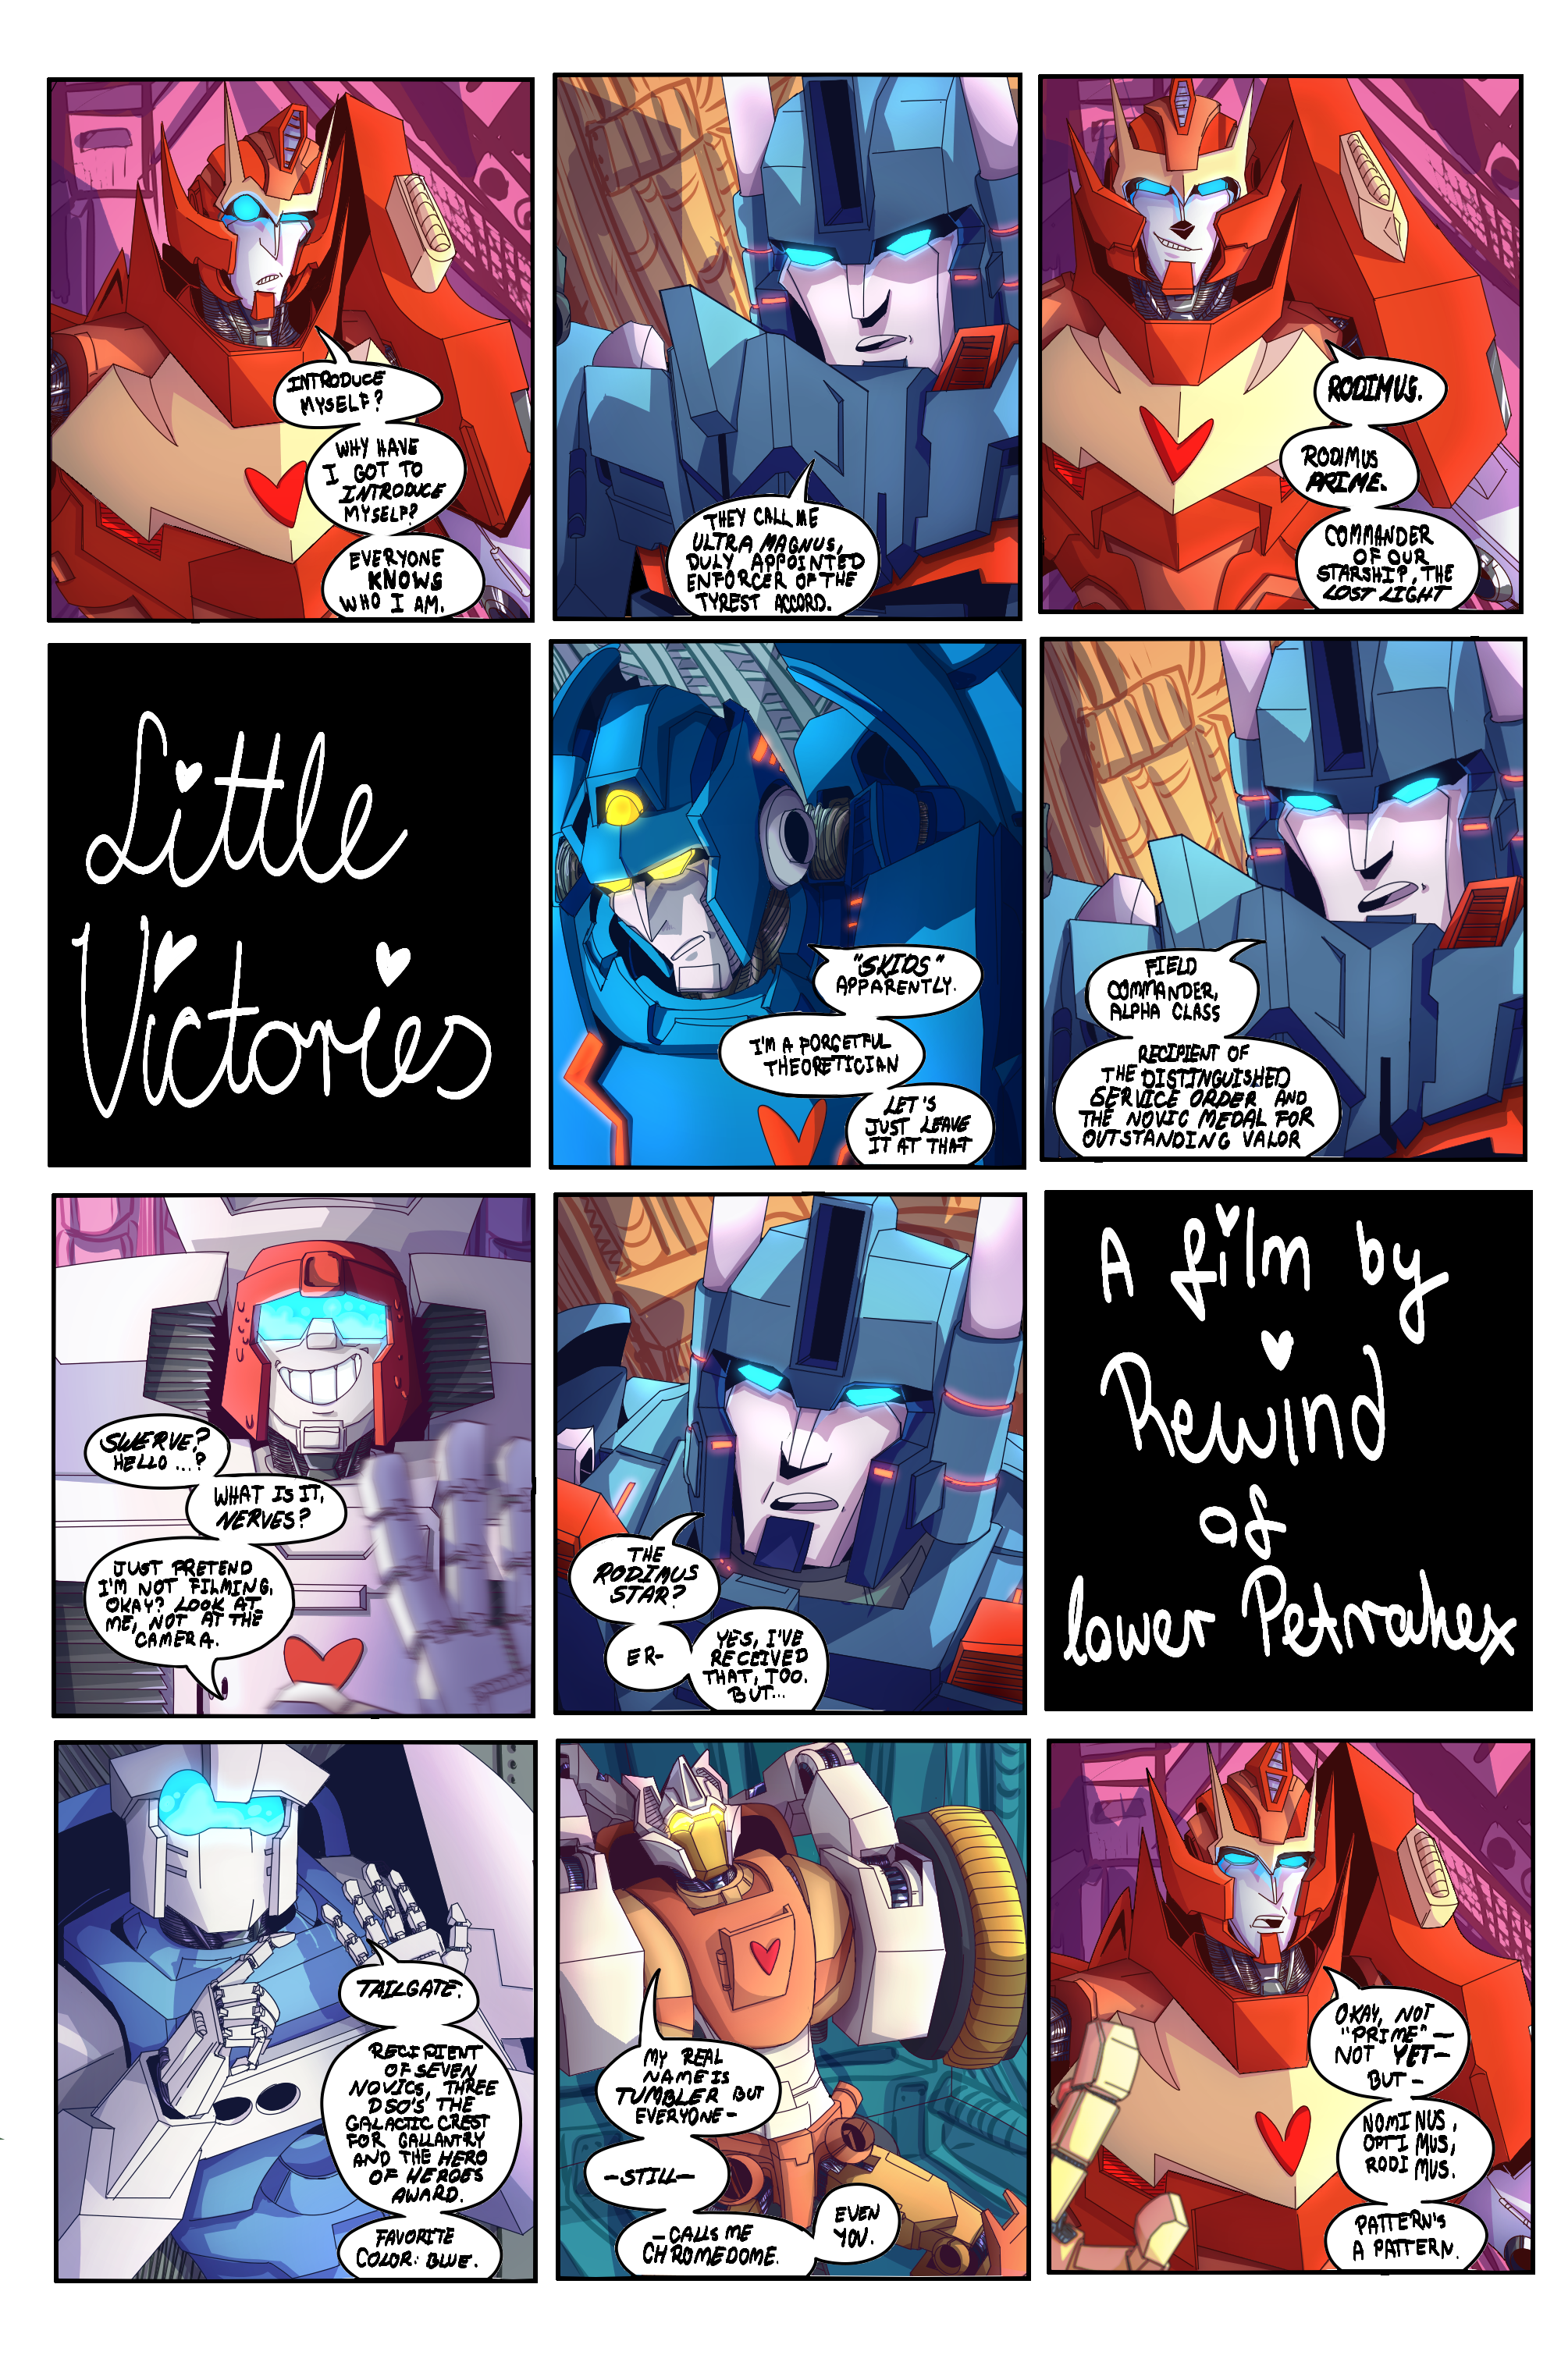 INTRODUCE
MYSELF?
WHY HAVE
I GOT TO
INTRODUCE
MYSELF?
EVERYONE
KNOWS
WHO I AM.
THEY CALL ME
ULTRA MAGNUS,
DULY APPOINTED
ENFORCER OF THE
TYREST ACCORD.
RODIMUS.
RODIMUS
PRIME.
COMMANDER
OF OUR
STARSHIP, THE
LOST LIGHT
Little
Victories
"SKIDS"
APPARENTLY.
I'M A FORGETFUL
THEORETICIAN
LET'S
JUST LEAVE
IT AT THAT
FIELD
COMMANDER,
ALPHA CLASS
RECIPIENT OF
THE DISTINGUISHED
SERVICE ORDER AND
THE NOVIC MEDAL FOR
OUTSTANDING VALOR
SWERVE?
HELLO...?
WHAT IS IT,
NERVES?
JUST PRETEND
I'M NOT FILMING,
OKAY? LOOK AT
ME, NOT AT THE
CAMERA.
THE
RODIMUS
STAR?
ER-
YES, I'VE
RECEIVED
THAT, TOO.
BUT...
A film by
Rewind
of
lower Petrahex
TAILGATE.
RECIPIENT
OF SEVEN
NOVICS, THREE
DSO'S THE
GALACTIC CREST
FOR GALLANTRY
AND THE HERO
OF HEROES
AWARD.
FAVORITE
COLOR: BLUE.
MY REAL
NAME IS
TUMBLER BUT
EVERYONE-
-STILL-
-CALLS ME
CHROMEDOME.
EVEN
YOU.
OKAY, NOT
"PRIME"-
NOT YET-
BUT-
NOMINUS,
OPTIMUS,
RODIMUS.
PATTERN'S
A PATTERN.